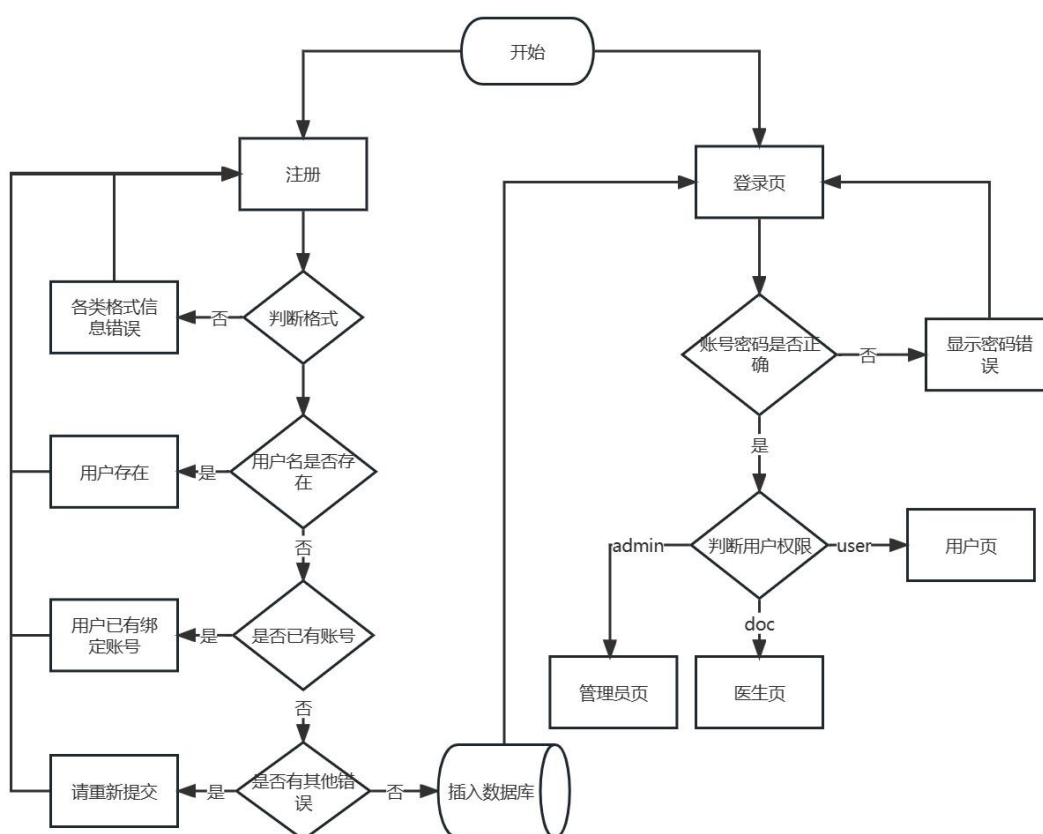 开始
注册
登录页
各类格式信
息错误
否
判断格式
账号密码是否正
确
否
显示密码错
误
是
用户存在
是
用户名是否存
在
否
admin
判断用户权限
user
用户页
doc
用户已有绑
定账号
是
是否已有账号
否
管理员页
医生页
请重新提交
是
是否有其他错
误
否
插入数据库